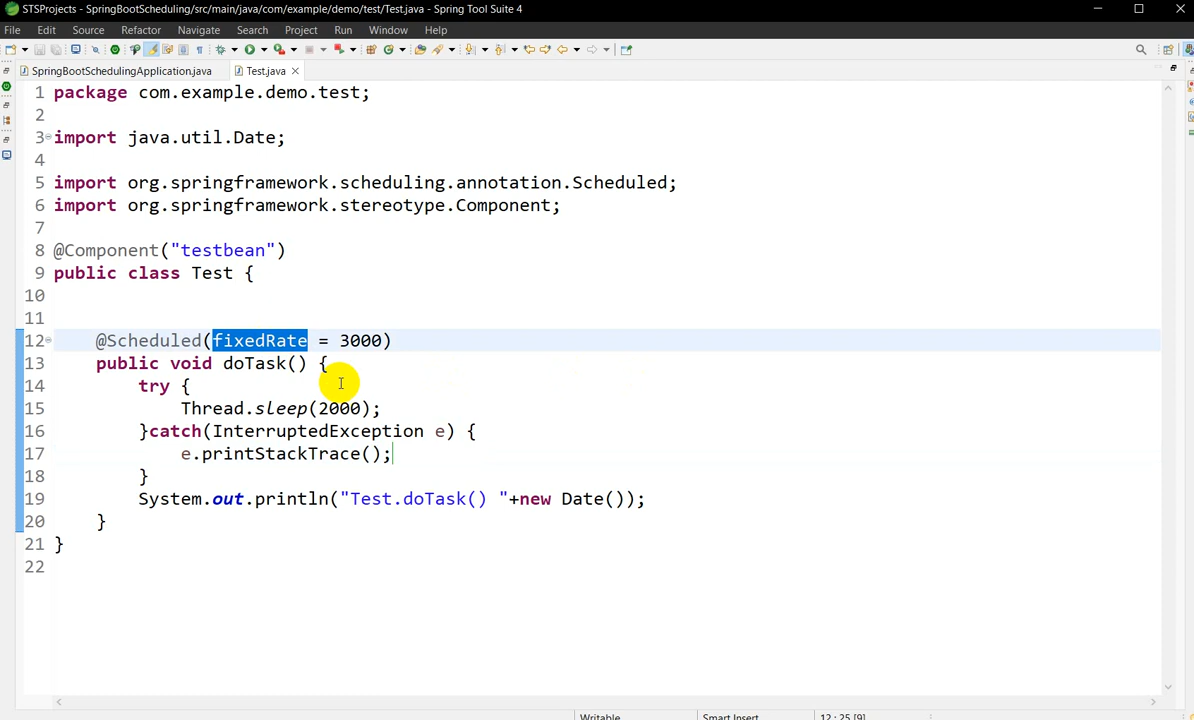 STSProjects - SpringBootScheduling/src/main/java/com/example/demo/test/Test.java - Spring Tool Suite 4
File Edit Source Refactor Navigate Search Project Run Window Help
SpringBootSchedulingApplication.java Test.java
1 package com.example.demo.test;
2
3 import java.util.Date;
4
5 import org.springframework.scheduling.annotation.Scheduled;
6 import org.springframework.stereotype.Component;
7
8 @Component("testbean")
9 public class Test {
10
11
12 @Scheduled(fixedRate = 3000)
13 public void doTask() {
14 try {
15 Thread.sleep(2000);
16 }catch(InterruptedException e) {
17 e.printStackTrace();
18 }
19 System.out.println("Test.doTask() "+new Date());
20 }
21 }
22
Writable Smart Insert 12 : 25 [9]